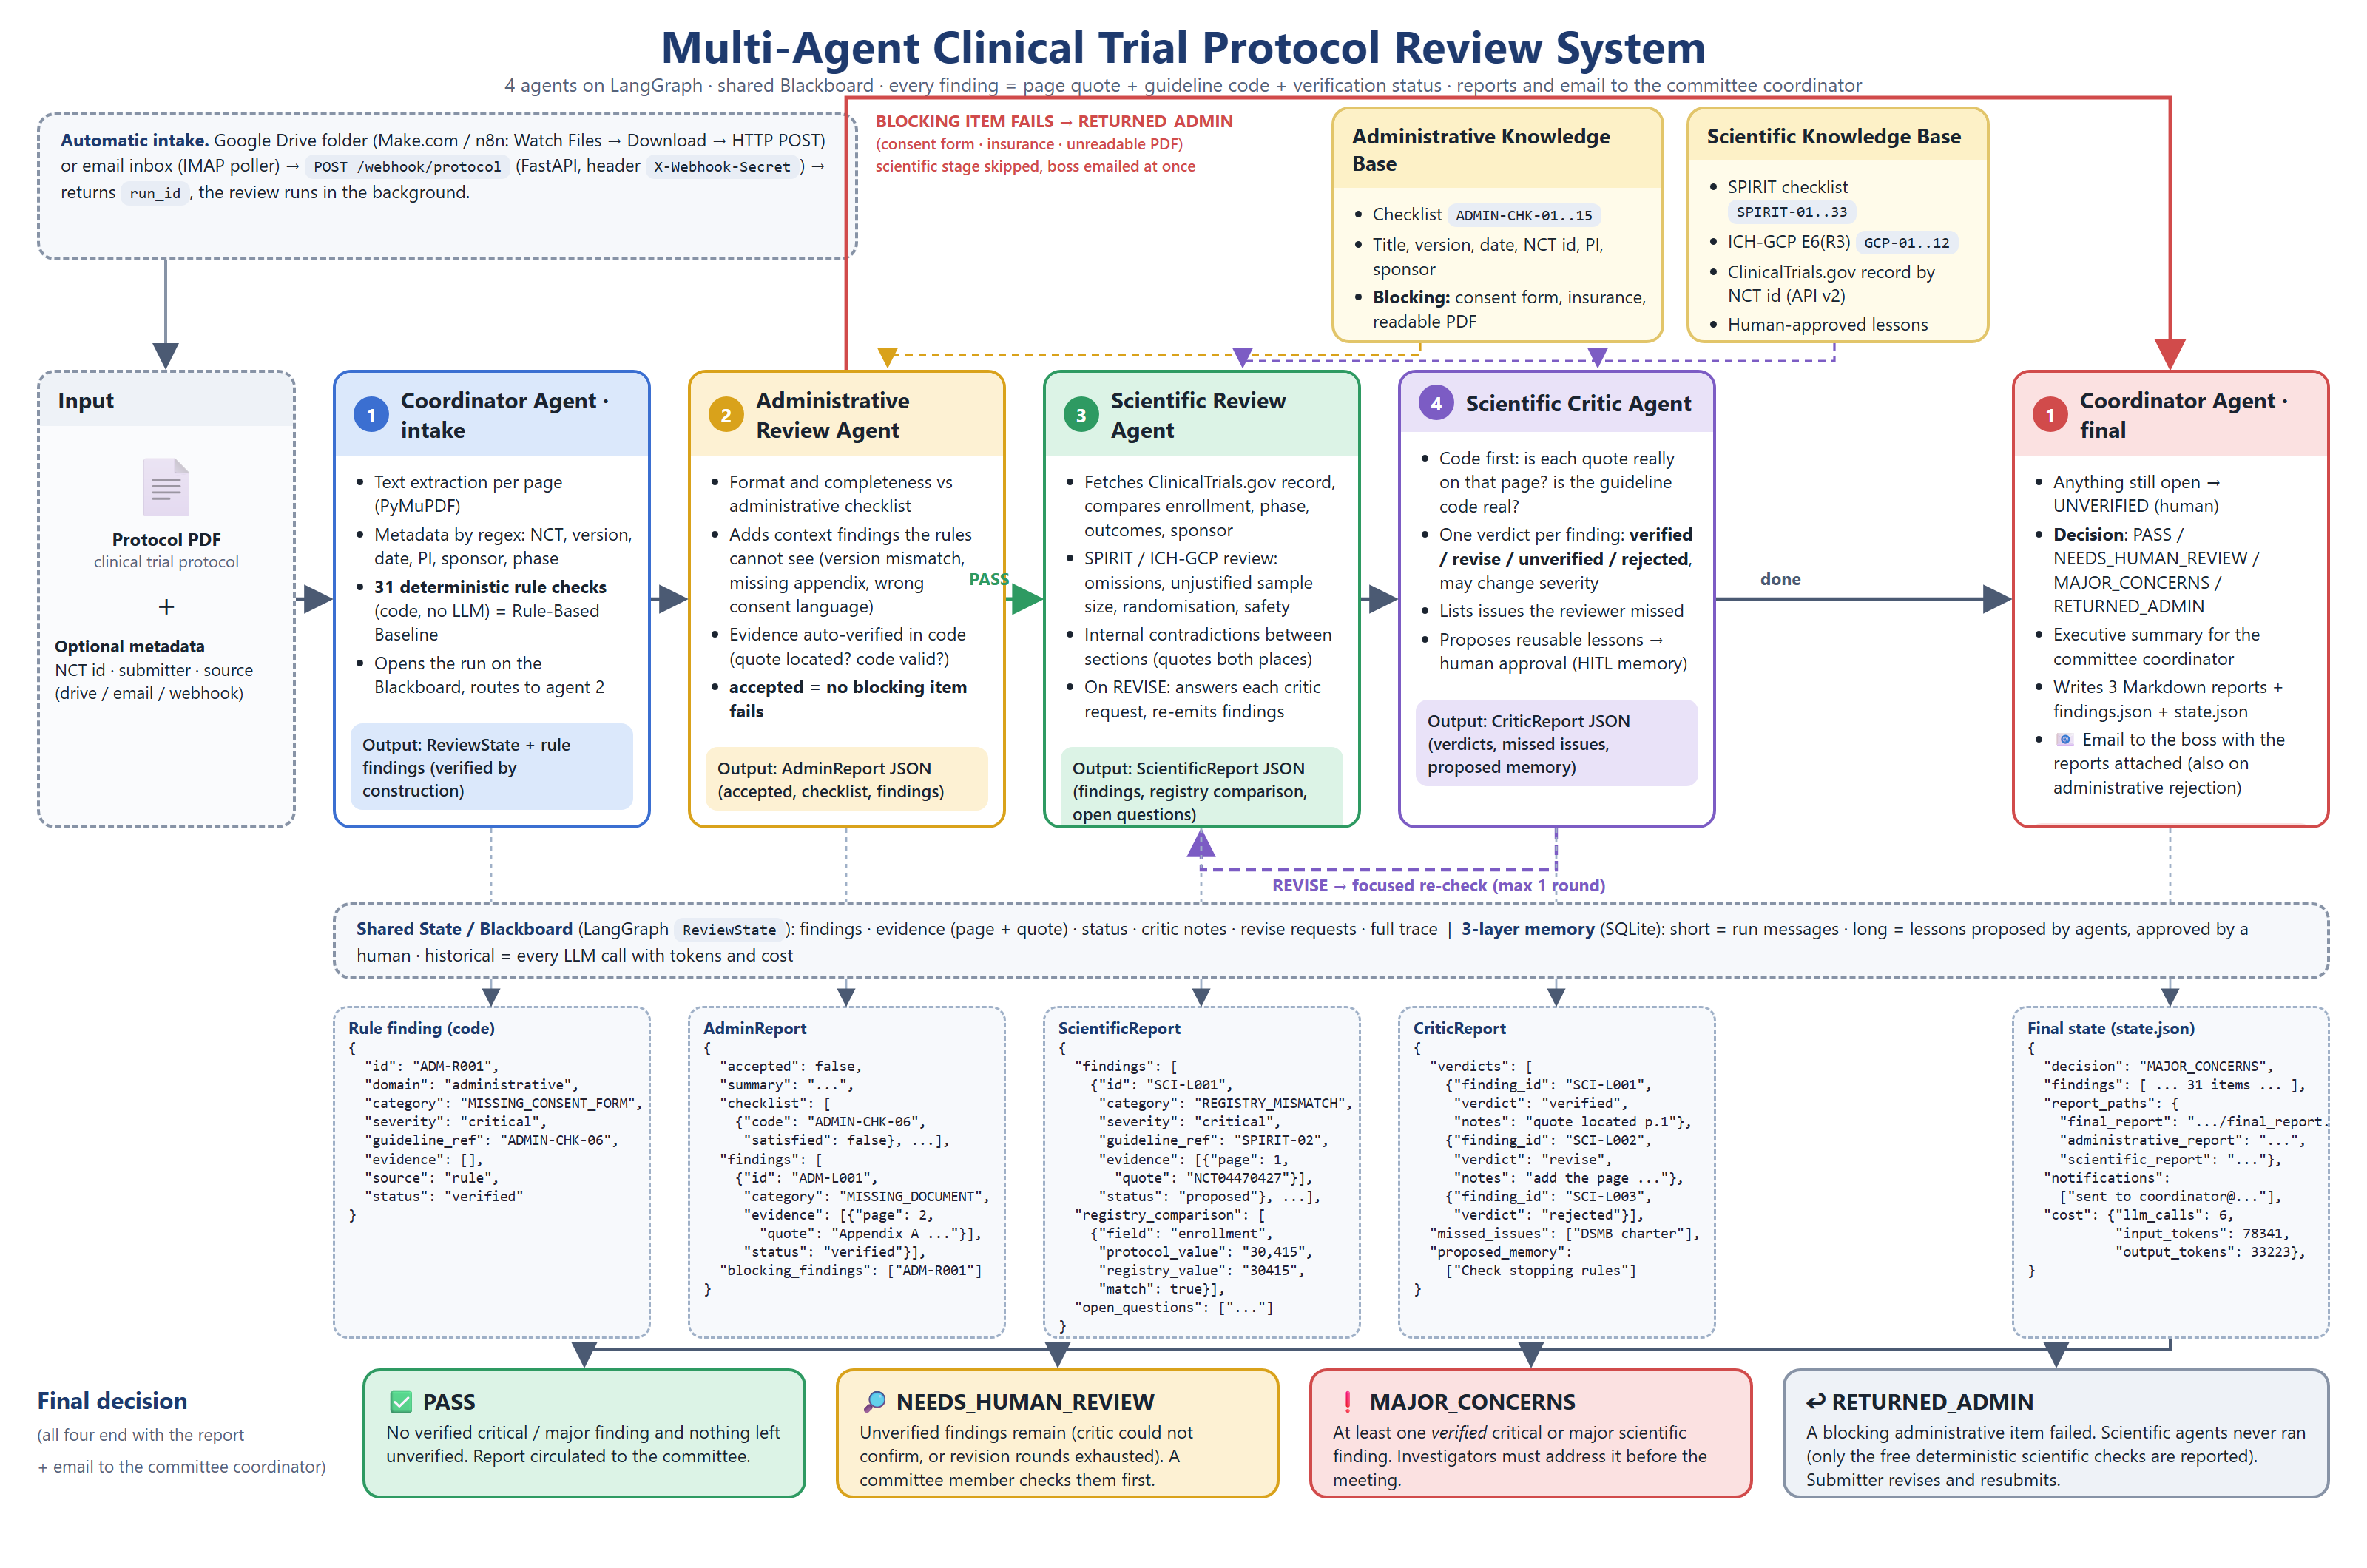 Multi-Agent Clinical Trial Protocol Review System
4 agents on LangGraph · shared Blackboard · every finding = page quote + guideline code + verification status · reports and email to the committee coordinator
Automatic intake. Google Drive folder (Make.com / n8n: Watch Files → Download → HTTP POST)
or email inbox (IMAP poller) → POST /webhook/protocol (FastAPI, header X-Webhook-Secret ) →
returns run_id , the review runs in the background.
BLOCKING ITEM FAILS → RETURNED_ADMIN
(consent form · insurance · unreadable PDF)
scientific stage skipped, boss emailed at once
Administrative Knowledge
Base
• Checklist ADMIN-CHK-01..15
• Title, version, date, NCT id, PI,
sponsor
• Blocking: consent form, insurance,
readable PDF
Scientific Knowledge Base
• SPIRIT checklist
SPIRIT-01..33
• ICH-GCP E6(R3) GCP-01..12
• ClinicalTrials.gov record by
NCT id (API v2)
• Human-approved lessons
Input
Protocol PDF
clinical trial protocol
+
Optional metadata
NCT id · submitter · source
(drive / email / webhook)
1
Coordinator Agent ·
intake
• Text extraction per page
(PyMuPDF)
• Metadata by regex: NCT, version,
date, PI, sponsor, phase
• 31 deterministic rule checks
(code, no LLM) = Rule-Based
Baseline
• Opens the run on the
Blackboard, routes to agent 2
Output: ReviewState + rule
findings (verified by
construction)
2
Administrative
Review Agent
• Format and completeness vs
administrative checklist
• Adds context findings the rules
cannot see (version mismatch,
missing appendix, wrong
consent language)
• Evidence auto-verified in code
(quote located? code valid?)
• accepted = no blocking item
fails
Output: AdminReport JSON
(accepted, checklist, findings)
PASS
3
Scientific Review
Agent
• Fetches ClinicalTrials.gov record,
compares enrollment, phase,
outcomes, sponsor
• SPIRIT / ICH-GCP review:
omissions, unjustified sample
size, randomisation, safety
• Internal contradictions between
sections (quotes both places)
• On REVISE: answers each critic
request, re-emits findings
Output: ScientificReport JSON
(findings, registry comparison,
open questions)
4
Scientific Critic Agent
• Code first: is each quote really
on that page? is the guideline
code real?
• One verdict per finding: verified
/ revise / unverified / rejected,
may change severity
• Lists issues the reviewer missed
• Proposes reusable lessons →
human approval (HITL memory)
Output: CriticReport JSON
(verdicts, missed issues,
proposed memory)
done
1
Coordinator Agent ·
final
• Anything still open →
UNVERIFIED (human)
• Decision: PASS /
NEEDS_HUMAN_REVIEW /
MAJOR_CONCERNS /
RETURNED_ADMIN
• Executive summary for the
committee coordinator
• Writes 3 Markdown reports +
findings.json + state.json
• Email to the boss with the
reports attached (also on
administrative rejection)
REVISE → focused re-check (max 1 round)
Shared State / Blackboard (LangGraph ReviewState ): findings · evidence (page + quote) · status · critic notes · revise requests · full trace | 3-layer memory (SQLite): short = run messages · long = lessons proposed by agents, approved by a
human · historical = every LLM call with tokens and cost
Rule finding (code)
{
"id": "ADM-R001",
"domain": "administrative",
"category": "MISSING_CONSENT_FORM",
"severity": "critical",
"guideline_ref": "ADMIN-CHK-06",
"evidence": [],
"source": "rule",
"status": "verified"
}
AdminReport
{
"accepted": false,
"summary": "...",
"checklist": [
{"code": "ADMIN-CHK-06",
"satisfied": false}, ...],
"findings": [
{"id": "ADM-L001",
"category": "MISSING_DOCUMENT",
"evidence": [{"page": 2,
"quote": "Appendix A ..."}],
"status": "verified"}],
"blocking_findings": ["ADM-R001"]
}
ScientificReport
{
"findings": [
{"id": "SCI-L001",
"category": "REGISTRY_MISMATCH",
"severity": "critical",
"guideline_ref": "SPIRIT-02",
"evidence": [{"page": 1,
"quote": "NCT04470427"}],
"status": "proposed"}, ...],
"registry_comparison": [
{"field": "enrollment",
"protocol_value": "30,415",
"registry_value": "30415",
"match": true}],
"open_questions": ["..."]
}
CriticReport
{
"verdicts": [
{"finding_id": "SCI-L001",
"verdict": "verified",
"notes": "quote located p.1"},
{"finding_id": "SCI-L002",
"verdict": "revise",
"notes": "add the page ..."},
{"finding_id": "SCI-L003",
"verdict": "rejected"}],
"missed_issues": ["DSMB charter"],
"proposed_memory":
["Check stopping rules"]
}
Final state (state.json)
{
"decision": "MAJOR_CONCERNS",
"findings": [ ... 31 items ... ],
"report_paths": {
"final_report": ".../final_report.
"administrative_report": "...",
"scientific_report": "..."},
"notifications":
["sent to coordinator@..."],
"cost": {"llm_calls": 6,
"input_tokens": 78341,
"output_tokens": 33223},
}
Final decision
(all four end with the report
+ email to the committee coordinator)
PASS
No verified critical / major finding and nothing left
unverified. Report circulated to the committee.
NEEDS_HUMAN_REVIEW
Unverified findings remain (critic could not
confirm, or revision rounds exhausted). A
committee member checks them first.
MAJOR_CONCERNS
At least one verified critical or major scientific
finding. Investigators must address it before the
meeting.
RETURNED_ADMIN
A blocking administrative item failed. Scientific agents never ran
(only the free deterministic scientific checks are reported).
Submitter revises and resubmits.